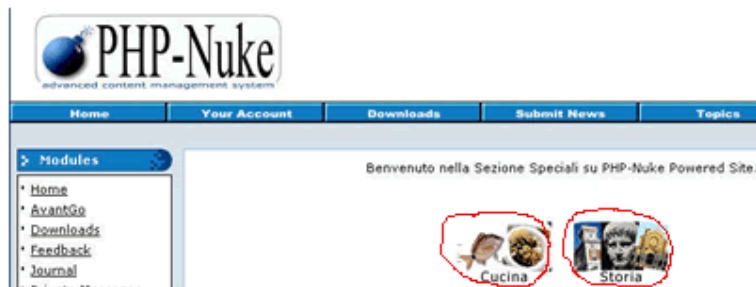 PHP-Nuke
advanced content management system
Home Your Account Downloads Submit News Topics
Modules
Benvenuto nella Sezione Speciali su PHP-Nuke Powered Site.
Home
AvantGo
Downloads
Feedback
Journal
Cucina Storia